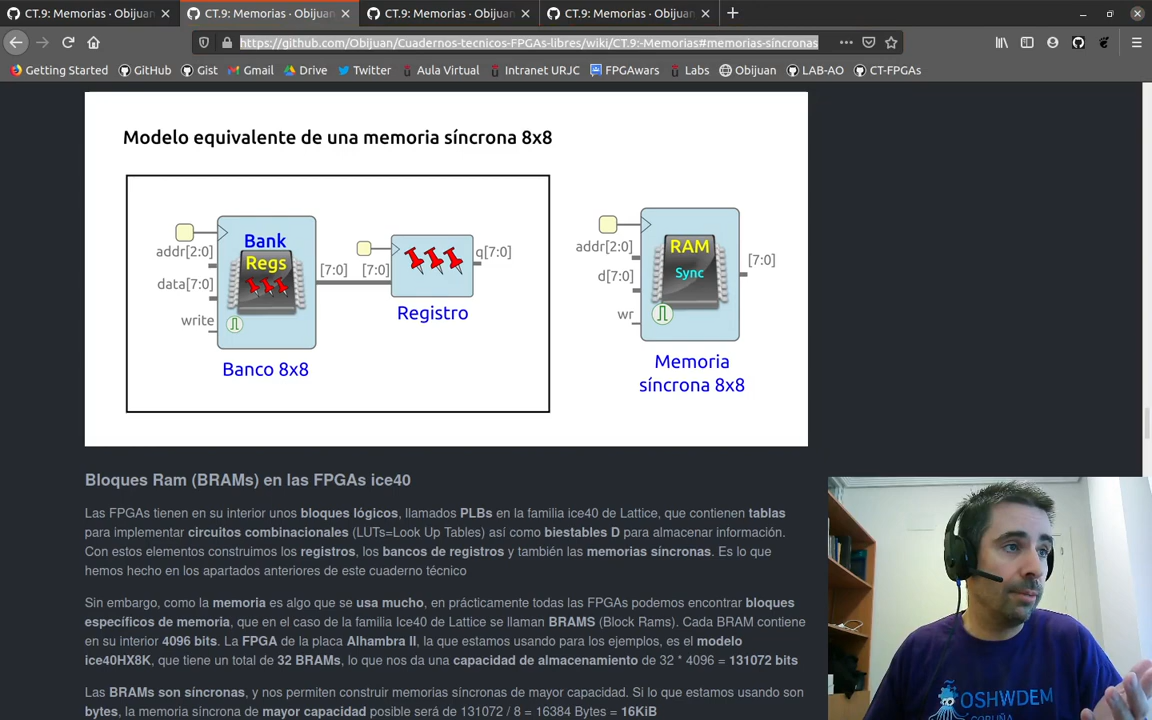 CT.9: Memorias · Obijuan
CT.9: Memorias · Obijuan
CT.9: Memorias · Obijuan
CT.9: Memorias · Obijuan
https://github.com/Obijuan/Cuadernos-tecnicos-FPGAs-libres/wiki/CT.9:-Memorias#memorias-síncronas
Getting Started GitHub Gist Gmail Drive Twitter Aula Virtual Intranet URJC FPGAwars Labs Obijuan LAB-AO CT-FPGAs
Modelo equivalente de una memoria síncrona 8x8
addr[2:0]
data[7:0]
write
Bank
Regs
Banco 8x8
[7:0]
[7:0]
q[7:0]
Registro
addr[2:0]
d[7:0]
wr
RAM
Sync
[7:0]
Memoria
síncrona 8x8
Bloques Ram (BRAMs) en las FPGAs ice40
Las FPGAs tienen en su interior unos bloques lógicos, llamados PLBs en la familia ice40 de Lattice, que contienen tablas
para implementar circuitos combinacionales (LUTs=Look Up Tables) así como biestables D para almacenar información.
Con estos elementos construimos los registros, los bancos de registros y también las memorias síncronas. Es lo que
hemos hecho en los apartados anteriores de este cuaderno técnico
Sin embargo, como la memoria es algo que se usa mucho, en prácticamente todas las FPGAs podemos encontrar bloques
específicos de memoria, que en el caso de la familia Ice40 de Lattice se llaman BRAMS (Block Rams). Cada BRAM contiene
en su interior 4096 bits. La FPGA de la placa Alhambra II, la que estamos usando para los ejemplos, es el modelo
ice40HX8K, que tiene un total de 32 BRAMs, lo que nos da una capacidad de almacenamiento de 32 * 4096 = 131072 bits
Las BRAMs son síncronas, y nos permiten construir memorias síncronas de mayor capacidad. Si lo que estamos usando son
bytes, la memoria síncrona de mayor capacidad posible será de 131072 / 8 = 16384 Bytes = 16KiB
OSHWDEM
CORUÑA